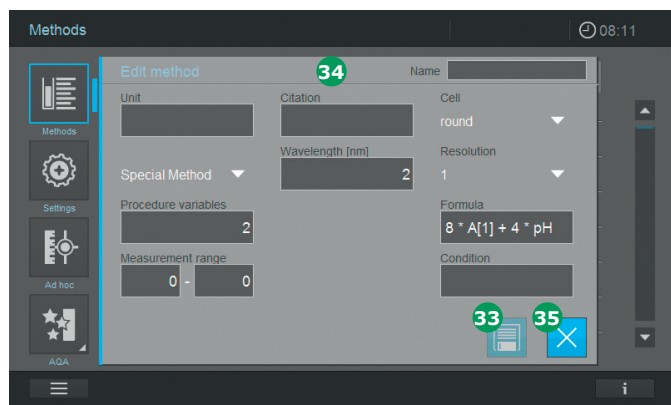 Methods
08:11
Edit method
34
Name
Unit
Citation
Cell
round
Methods
Wavelength [nm]
Resolution
Special Method
2
1
Settings
Procedure variables
Formula
2
8 * A[1] + 4 * pH
Measurement range
Condition
0 - 0
Ad hoc
33
35
AQA
i